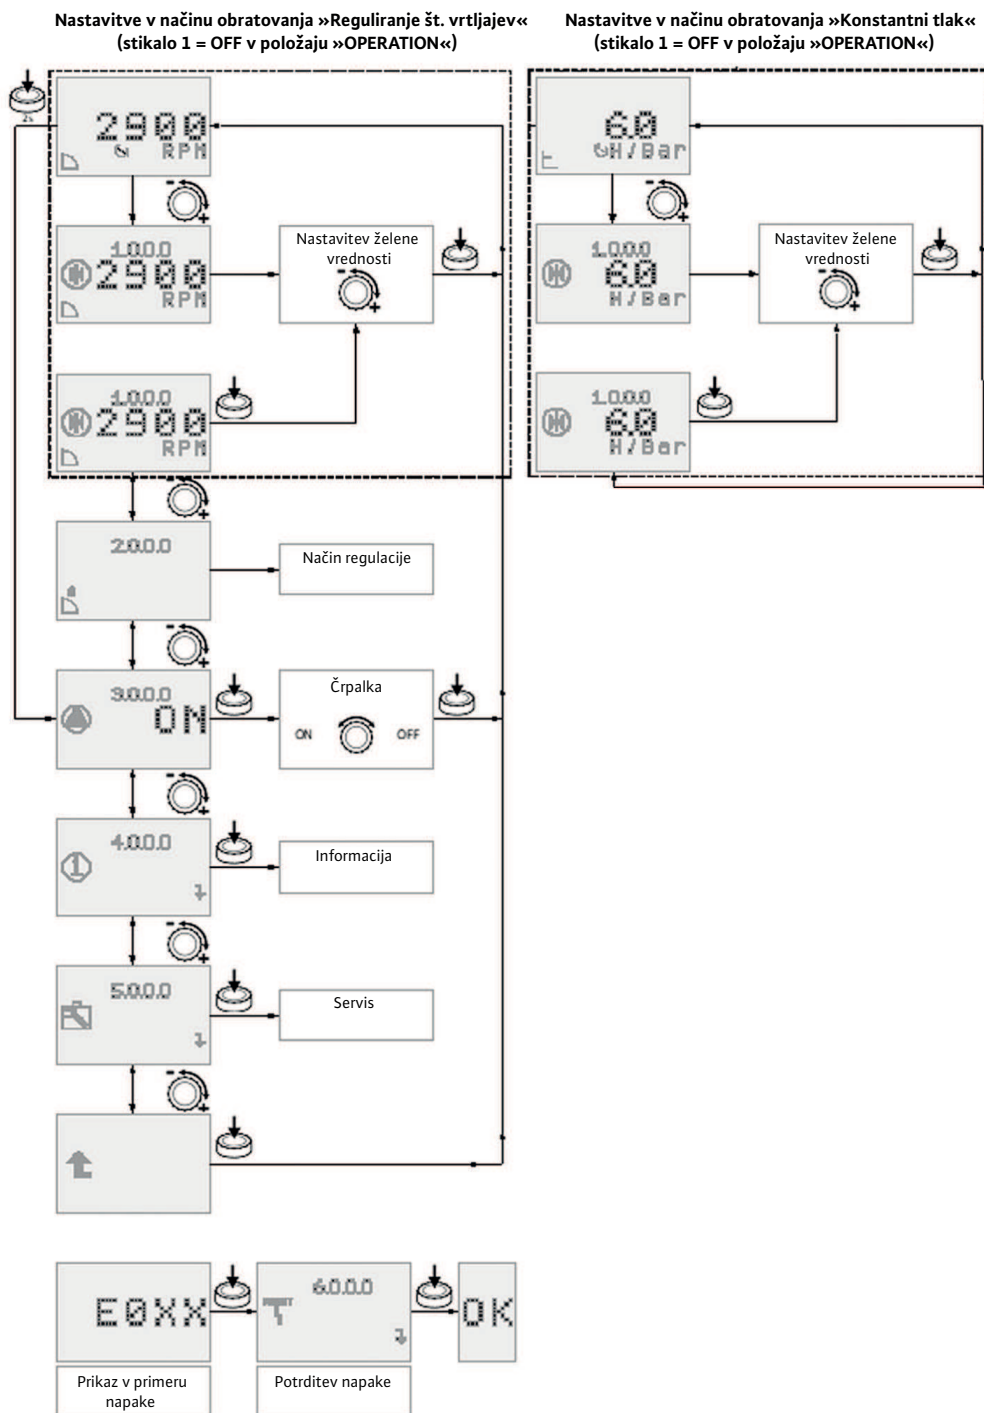 Nastavitve v načinu obratovanja »Reguliranje št. vrtljajev«
(stikalo 1 = OFF v položaju »OPERATION«)
Nastavitve v načinu obratovanja »Konstantni tlak«
(stikalo 1 = OFF v položaju »OPERATION«)
2s
2900
RPM
1.0.0.0
2900
RPM
Nastavitev želene
vrednosti
- +
1.0.0.0
2900
RPM
6.0
H/Bar
1.0.0.0
6.0
H/Bar
Nastavitev želene
vrednosti
- +
1.0.0.0
6.0
H/Bar
2.0.0.0
Način regulacije
3.0.0.0
ON
Črpalka
ON OFF
4.0.0.0
1
Informacija
5.0.0.0
Servis
E0XX
6.0.0.0
OK
Prikaz v primeru
napake
Potrditev napake